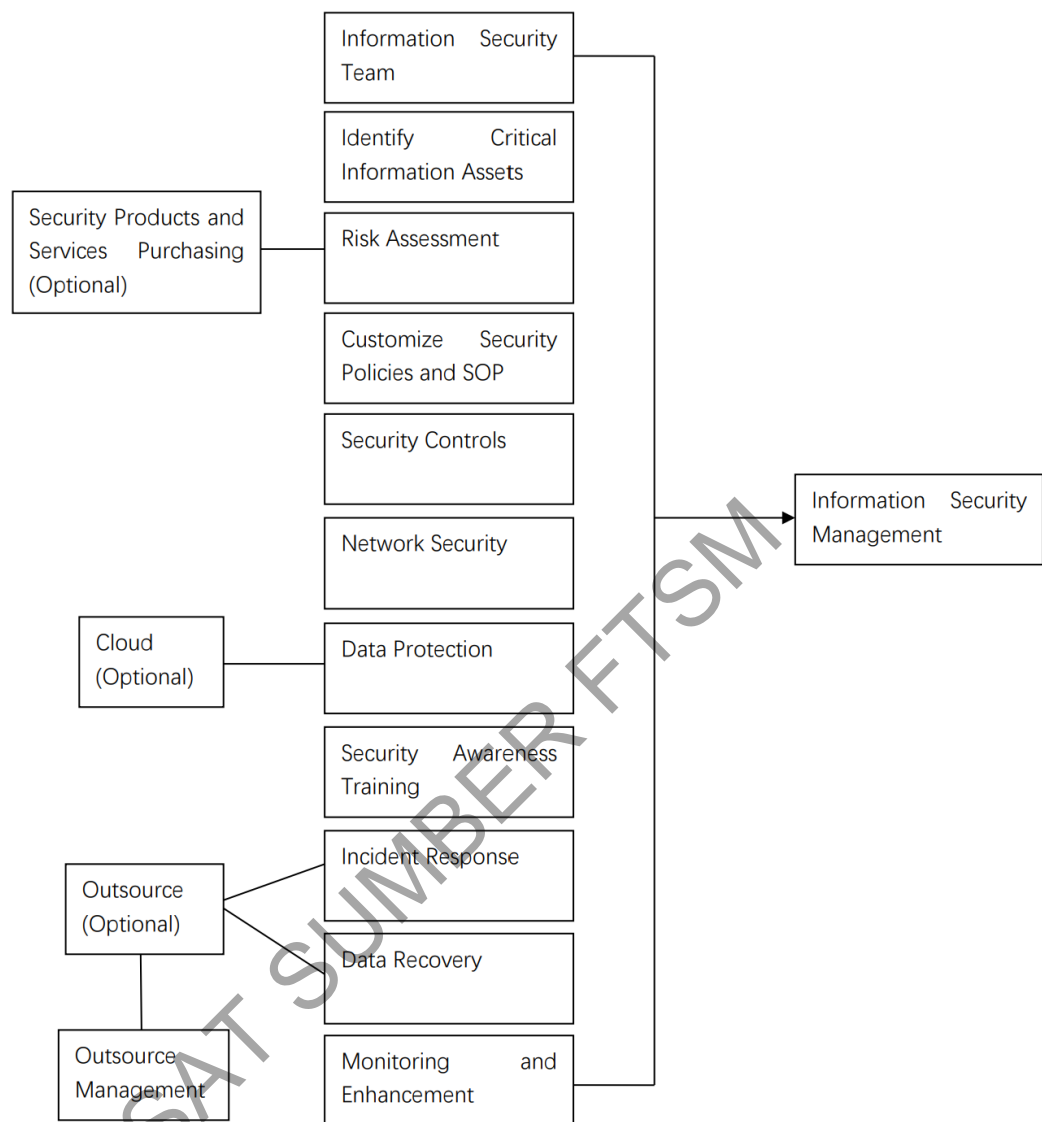 Information Security
Team
Identify Critical
Information Assets
Security Products and
Services Purchasing
(Optional)
Risk Assessment
Customize Security
Policies and SOP
Security Controls
Information Security
Management
Network Security
Cloud
(Optional)
Data Protection
Security Awareness
Training
Incident Response
Outsource
(Optional)
Data Recovery
Outsource
Management
Monitoring and
Enhancement
SAT SUMBER FTSM